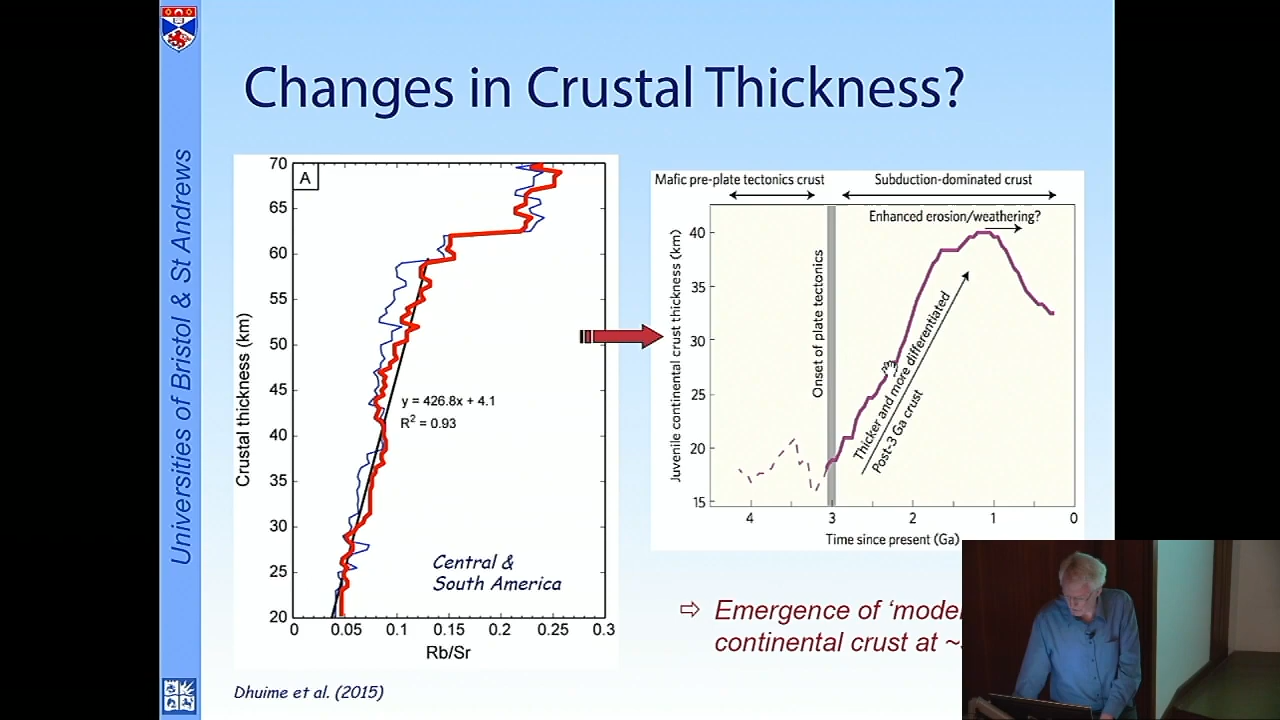 Changes in Crustal Thickness?
Universities of Bristol & St Andrews
A
70
65
60
55
50
45
40
35
30
25
20
Crustal thickness (km)
y = 426.8x + 4.1
R² = 0.93
Central &
South America
0 0.05 0.1 0.15 0.2 0.25 0.3
Rb/Sr
Mafic pre-plate tectonics crust
Subduction-dominated crust
Enhanced erosion/weathering?
40
35
30
25
20
15
Juvenile continental crust thickness (km)
Onset of plate tectonics
Thicker and more differentiated
Post-3 Ga crust
4 3 2 1 0
Time since present (Ga)
⇨ Emergence of ‘mode
continental crust at ~
Dhuime et al. (2015)